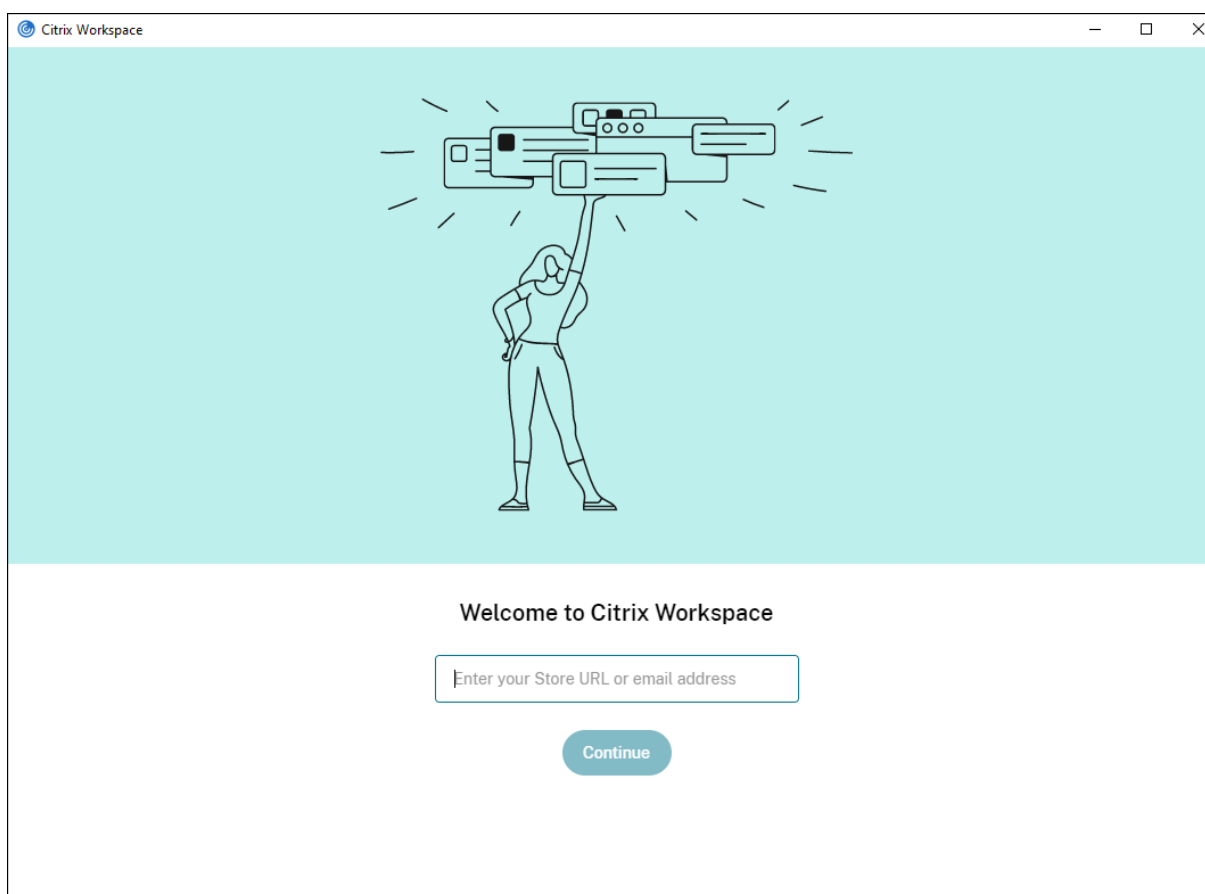 Citrix Workspace
Welcome to Citrix Workspace
Enter your Store URL or email address
Continue